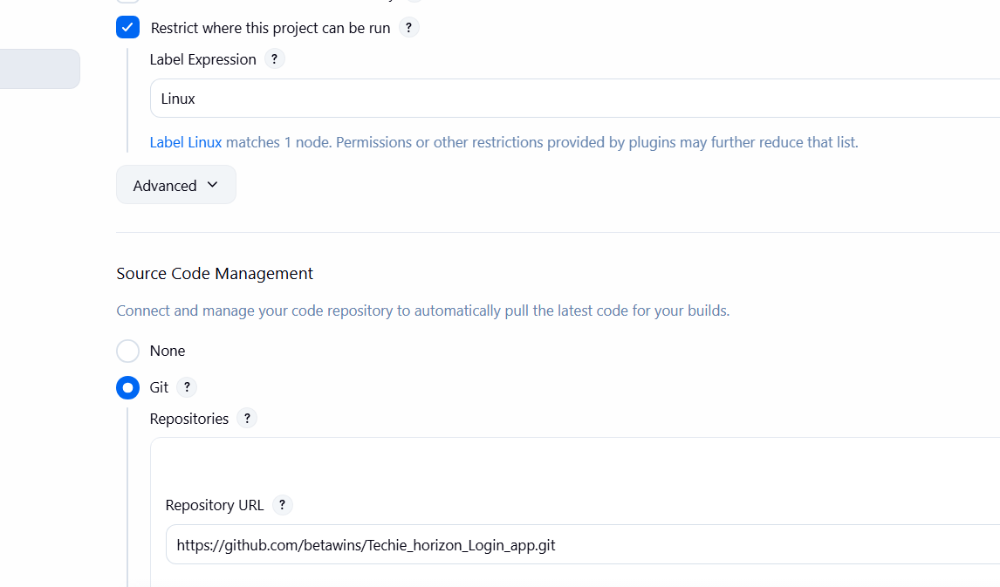 Restrict where this project can be run ?
Label Expression ?
Linux
Label Linux matches 1 node. Permissions or other restrictions provided by plugins may further reduce that list.
Advanced
Source Code Management
Connect and manage your code repository to automatically pull the latest code for your builds.
None
Git ?
Repositories ?
Repository URL ?
https://github.com/betawins/Techie_horizon_Login_app.git